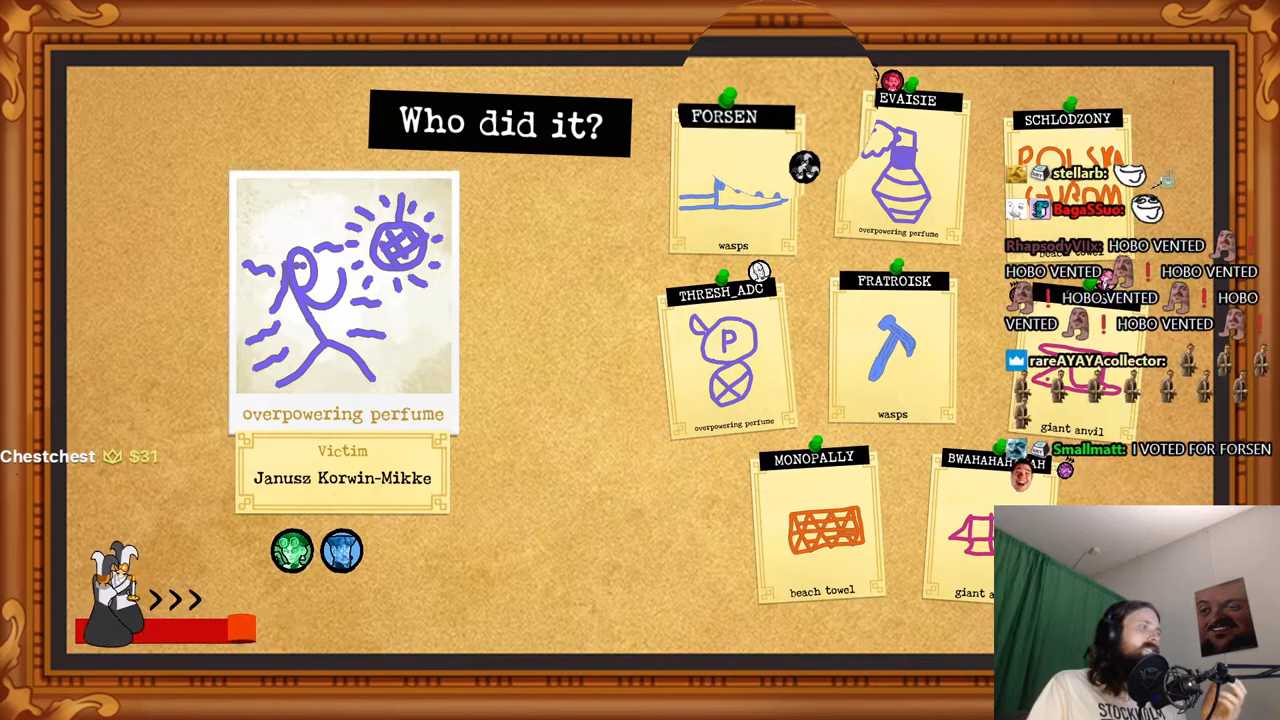 Who did it?
overpowering perfume
Victim
Janusz Korwin-Mikke
Chestchest $31
>>>
FORSEN
wasps
EVAISIE
overpowering perfume
SCHLODZONY
THRESH_ADC
P
overpowering perfume
FRATROISK
wasps
giant anvil
MONOPALLY
beach towel
stellarb:
BagaSSuo:
RhapsodyVIIx: HOBO VENTED
HOBO VENTED HOBO VENTED
HOBO VENTED HOBO
VENTED HOBO VENTED
rareAYAYAcollector:
Smallmatt: I VOTED FOR FORSEN
STOCKHOLM